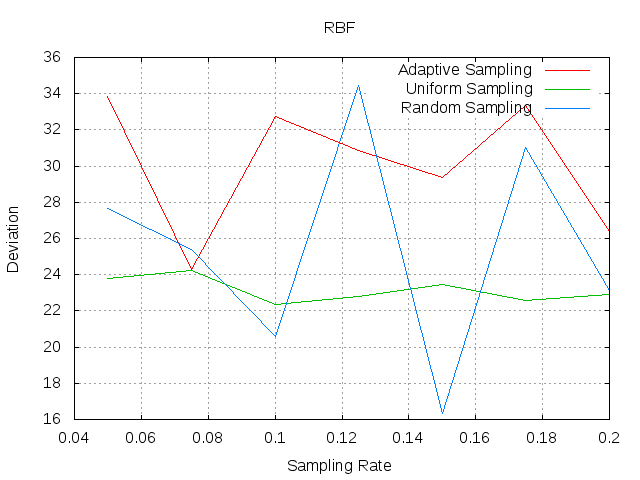 RBF
Adaptive Sampling
Uniform Sampling
Random Sampling
36
34
32
30
28
26
24
22
20
18
16
Deviation
0.04 0.06 0.08 0.1 0.12 0.14 0.16 0.18 0.2
Sampling Rate